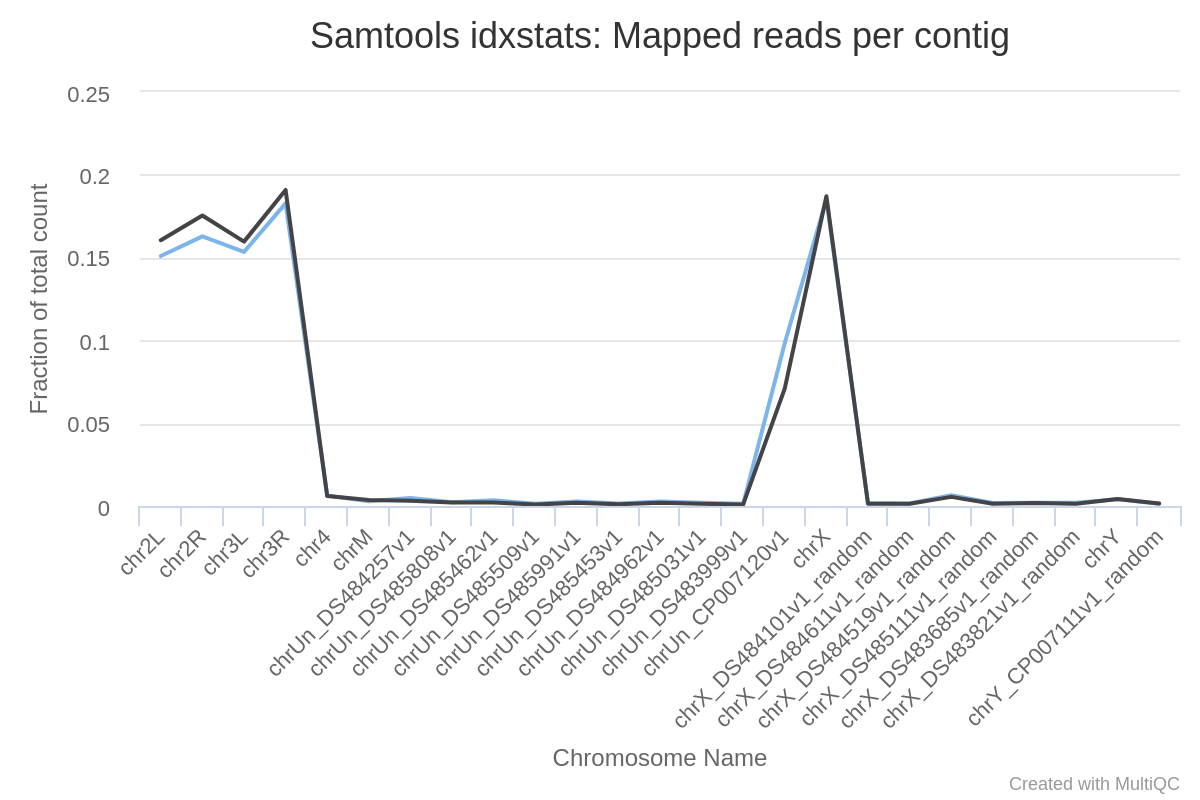 Samtools idxstats: Mapped reads per contig
Fraction of total count
0.25
0.2
0.15
0.1
0.05
0
chr2L
chr2R
chr3L
chr3R
chr4
chrM
chrUn_DS484257v1
chrUn_DS485808v1
chrUn_DS485462v1
chrUn_DS485509v1
chrUn_DS485991v1
chrUn_DS485453v1
chrUn_DS484962v1
chrUn_DS485031v1
chrUn_DS483999v1
chrUn_CP007120v1
chrX
chrX_DS484101v1_random
chrX_DS484611v1_random
chrX_DS484519v1_random
chrX_DS485111v1_random
chrX_DS483685v1_random
chrX_DS483821v1_random
chrY
chrY_CP007111v1_random
Chromosome Name
Created with MultiQC